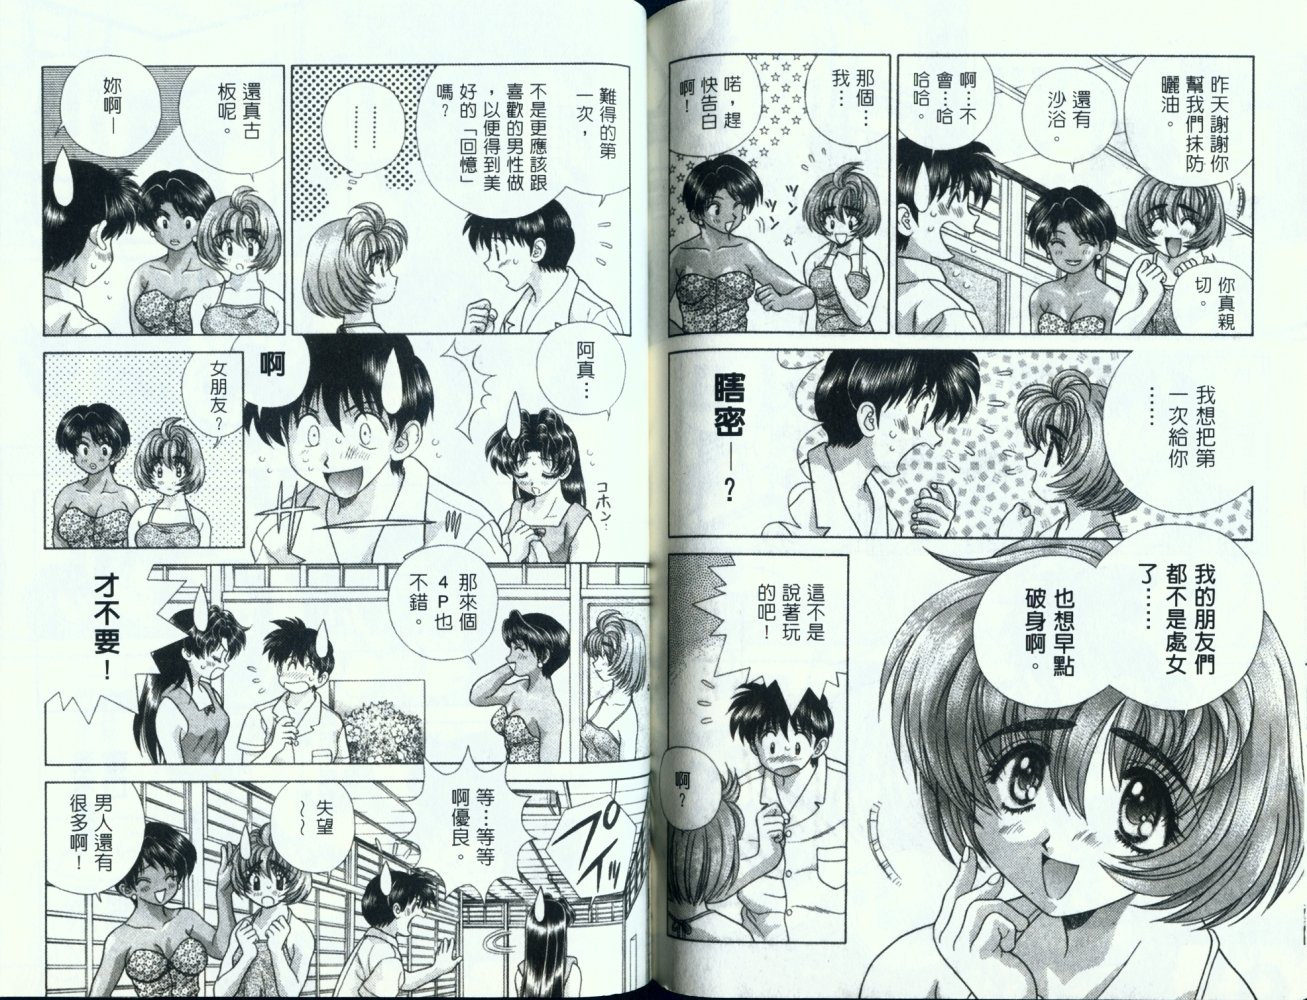 昨天謝謝你
幫我們抹防
曬油。
還有
沙浴。
你真親
切。
啊…不
會…哈
哈哈。
那個…
我…
喏，趕
快告白
啊！
我想把第
一次給你
……
瞎密—？
我的朋友們
都不是處女
了……
也想早點
破身啊。
這不是
說著玩
的吧！
啊？
難得的第
一次，
不是更應該跟
喜歡的男性做
，以便得到美
好的「回憶」
嗎？
………
還真古
板呢。
妳啊—
阿真…
コホン…
啊
女朋友？
那來個
4P也
不錯。
才不要！
プイッ
等…等等
啊優良。
失望
～～
男人還有
很多啊！